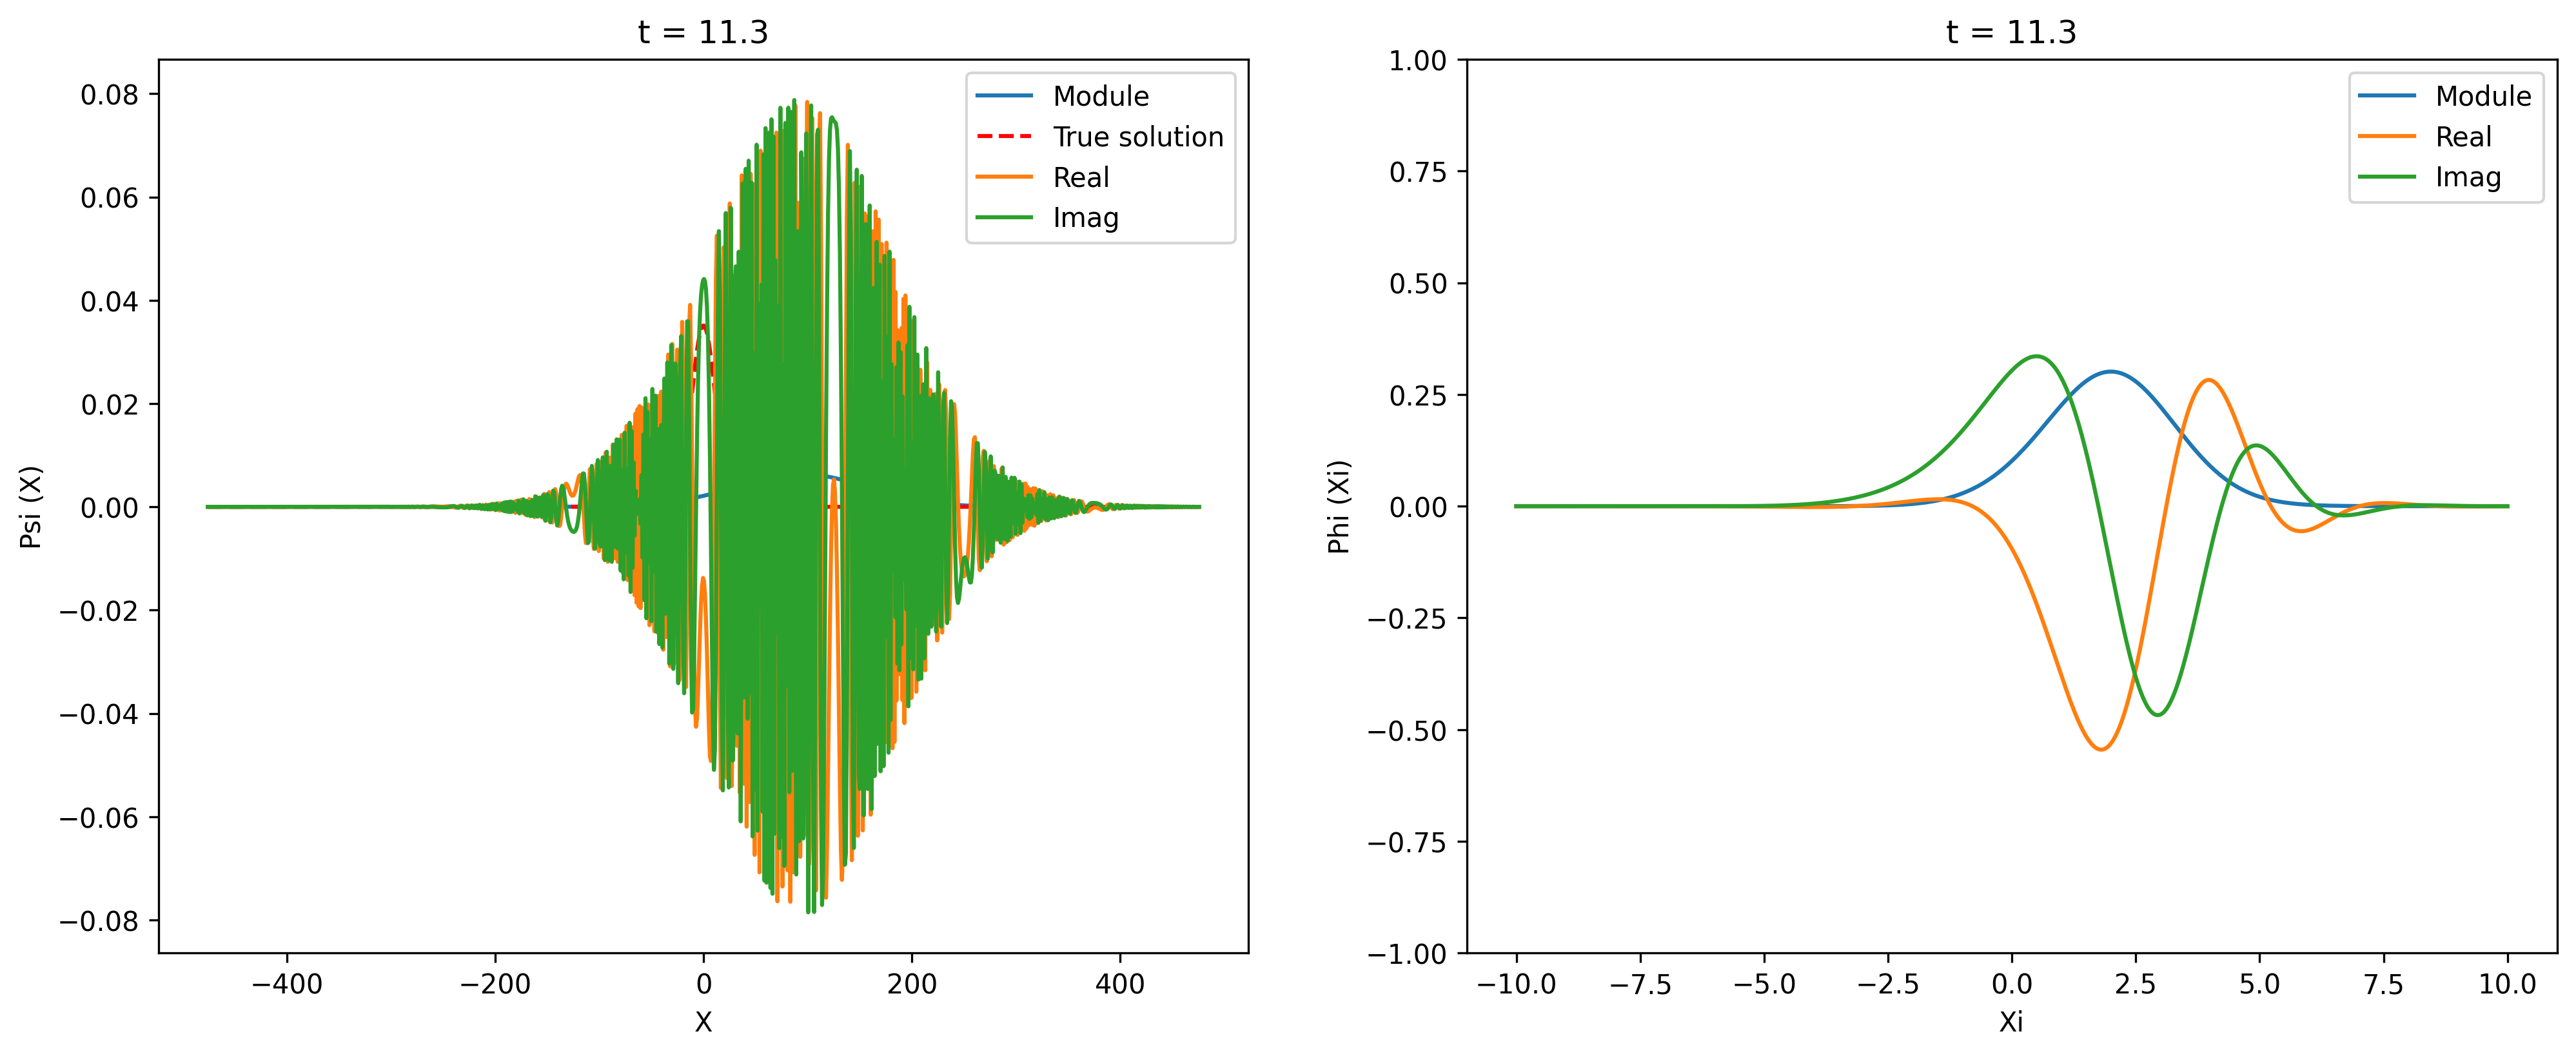 t = 11.3
Psi (X)
0.08
0.06
0.04
0.02
0.00
−0.02
−0.04
−0.06
−0.08
−400
−200
0
200
400
X
Module
True solution
Real
Imag
t = 11.3
Phi (Xi)
1.00
0.75
0.50
0.25
0.00
−0.25
−0.50
−0.75
−1.00
−10.0
−7.5
−5.0
−2.5
0.0
2.5
5.0
7.5
10.0
Xi
Module
Real
Imag